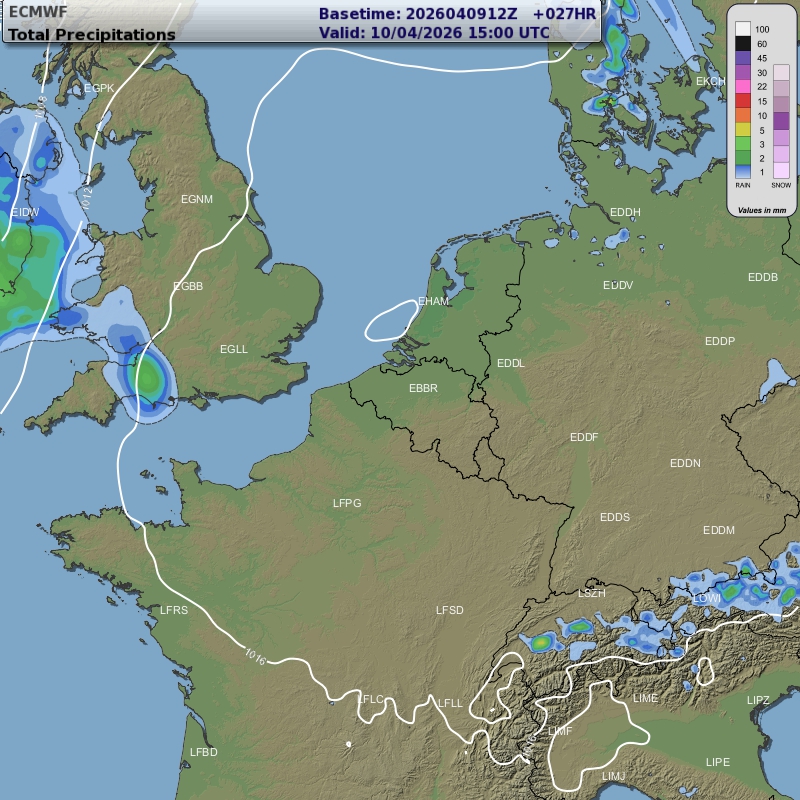 ECMWF
Basetime: 2026040912Z +027HR
Total Precipitations
Valid: 10/04/2026 15:00 UTC
100
60
45
30
22
15
10
5
3
2
1
RAIN SNOW
Values in mm
EGPK
EKCH
1008
1012
EIDW
EGNM
EDDH
EGBB
EHAM
EDDV
EDDB
EGLL
EDDP
EDDL
EBBR
EDDF
EDDN
LFPG
EDDS
EDDM
LSZH
LOWI
LFRS
LFSD
1016
LFLC
LFLL
LIME
LIPZ
LIMF
LFBD
LIPE
LIMJ